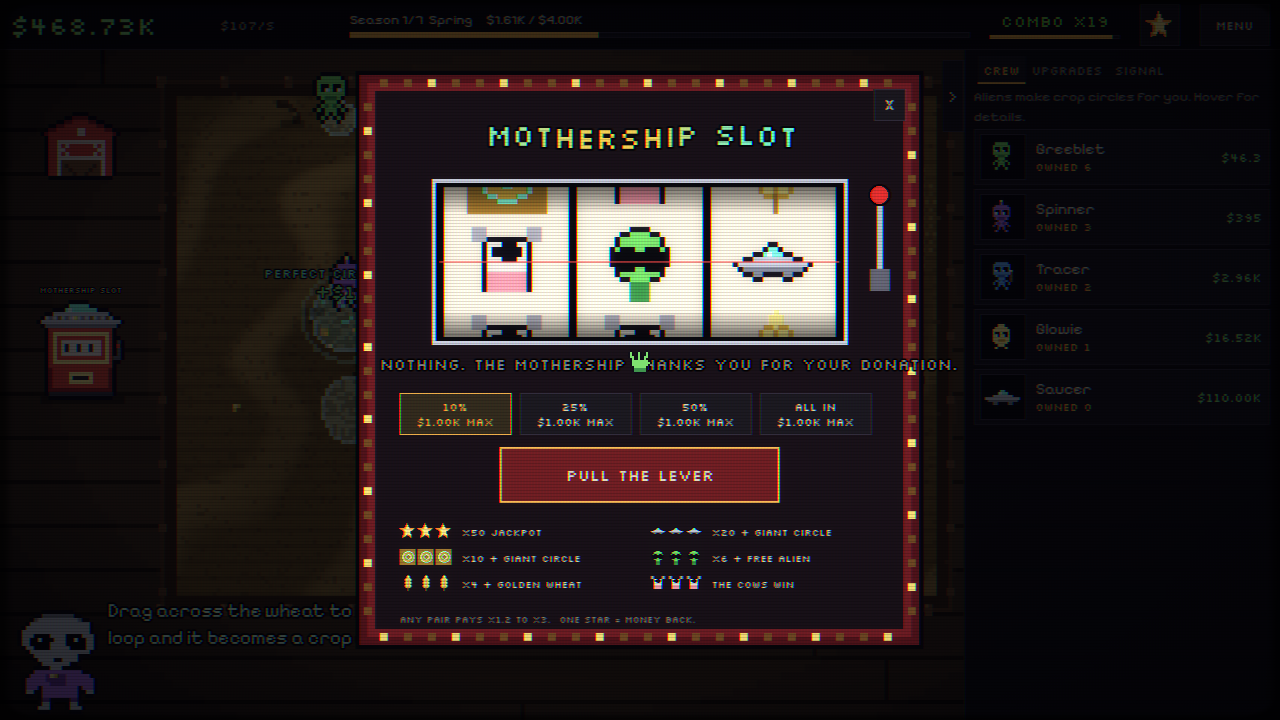 $468.73K
$107/S
Season 1/7 Spring $1.61K / $4.00K
COMBO X19
MENU
CREW UPGRADES SIGNAL
Aliens make crop circles for you. Hover for
details.
Greeblet
OWNED 6
$46.3
Spinner
OWNED 3
$395
Tracer
OWNED 2
$2.96K
Glowie
OWNED 1
$16.52K
Saucer
OWNED 0
$110.00K
>
X
MOTHERSHIP SLOT
PERFECT CIR
MOTHERSHIP SLOT
NOTHING. THE MOTHERSHIP HANKS YOU FOR YOUR DONATION.
10%
$1.00K MAX
25%
$1.00K MAX
50%
$1.00K MAX
ALL IN
$1.00K MAX
PULL THE LEVER
X50 JACKPOT
X20 + GIANT CIRCLE
X10 + GIANT CIRCLE
X6 + FREE ALIEN
X4 + GOLDEN WHEAT
THE COWS WIN
ANY PAIR PAYS X1.2 TO X3. ONE STAR = MONEY BACK.
Drag across the wheat to
loop and it becomes a crop